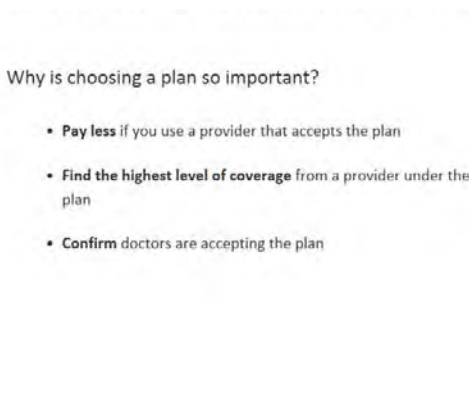 Why is choosing a plan so important?
• Pay less if you use a provider that accepts the plan
• Find the highest level of coverage from a provider under the
plan
• Confirm doctors are accepting the plan